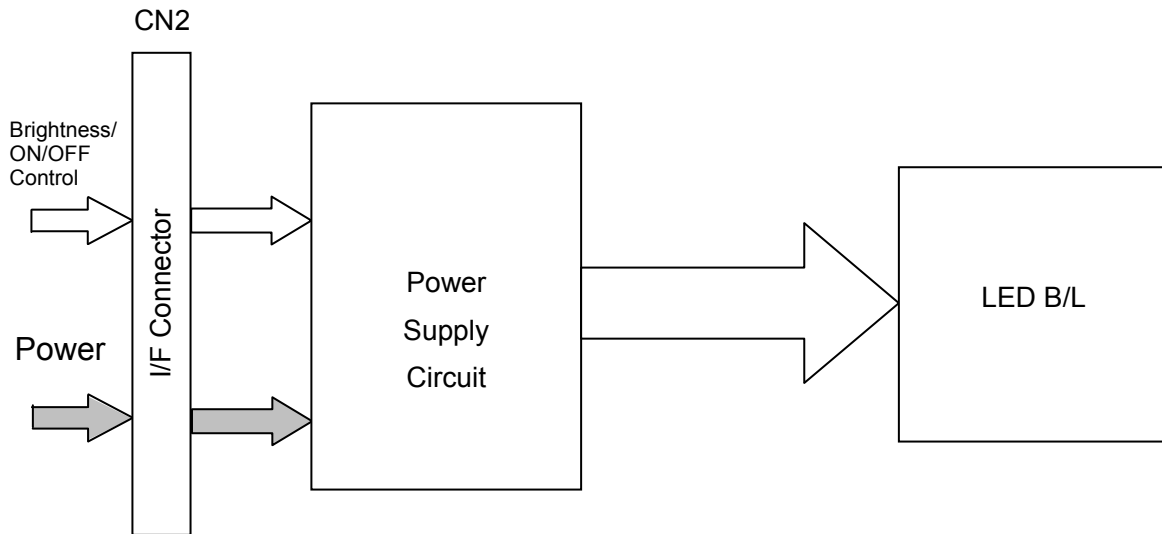 CN2
Brightness/
ON/OFF
Control
Power
I/F Connector
Power
Supply
Circuit
LED B/L